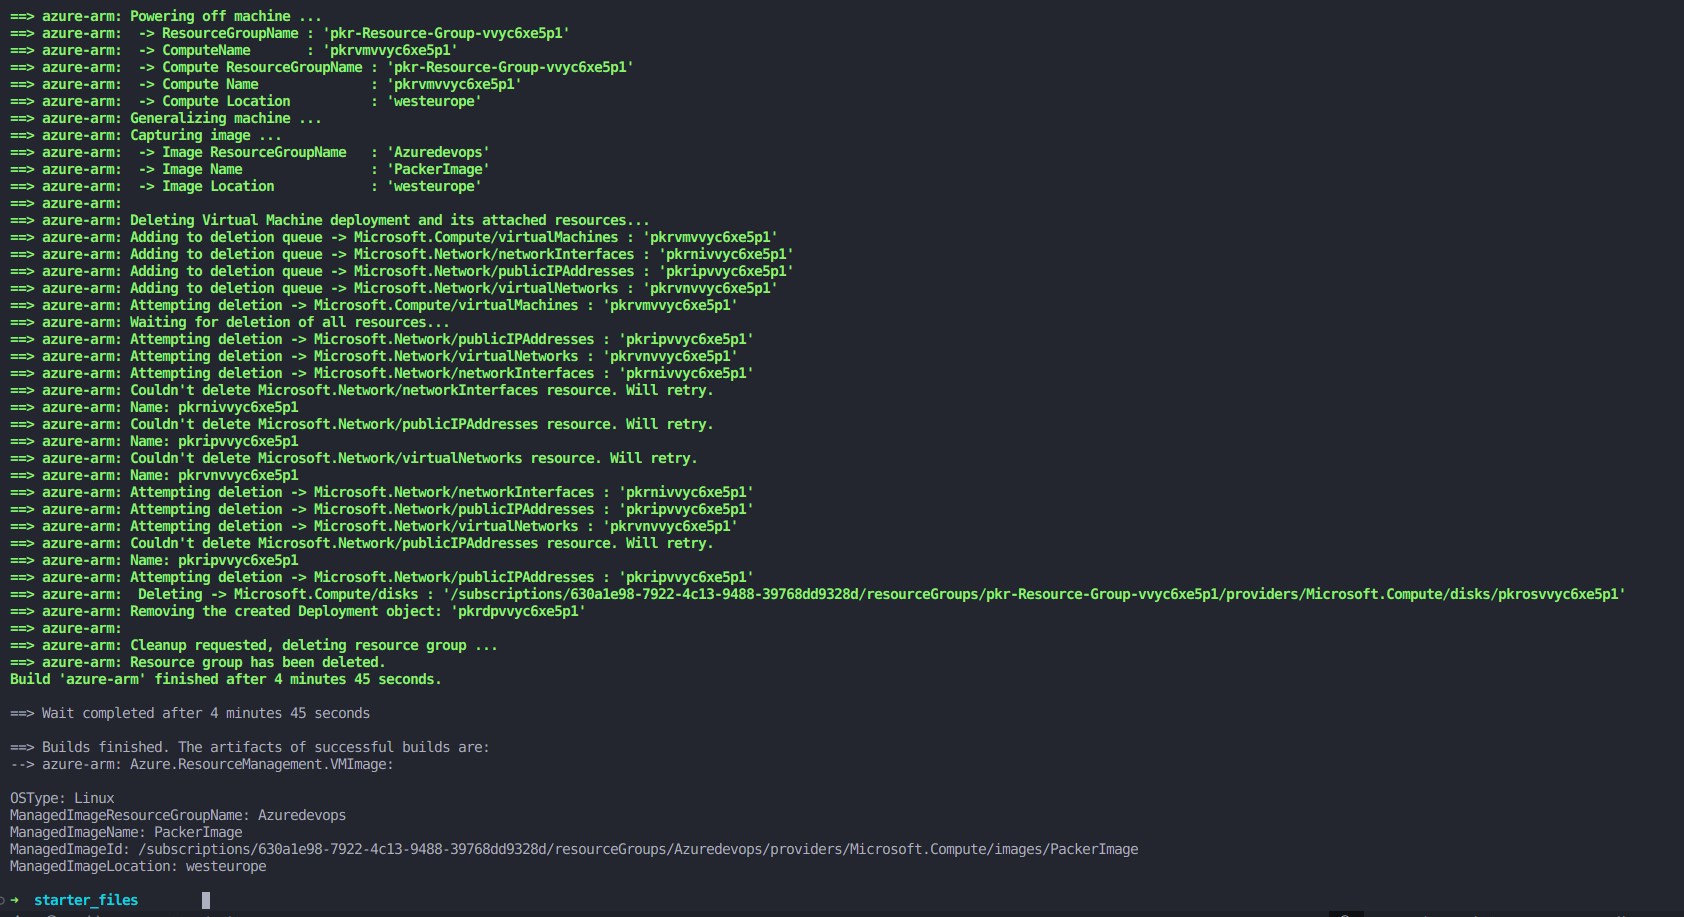 ==> azure-arm: Powering off machine ...
==> azure-arm:  -> ResourceGroupName : 'pkr-Resource-Group-vvyc6xe5p1'
==> azure-arm:  -> ComputeName       : 'pkrvmvvyc6xe5p1'
==> azure-arm:  -> Compute ResourceGroupName : 'pkr-Resource-Group-vvyc6xe5p1'
==> azure-arm:  -> Compute Name              : 'pkrvmvvyc6xe5p1'
==> azure-arm:  -> Compute Location          : 'westeurope'
==> azure-arm: Generalizing machine ...
==> azure-arm: Capturing image ...
==> azure-arm:  -> Image ResourceGroupName   : 'Azuredevops'
==> azure-arm:  -> Image Name                : 'PackerImage'
==> azure-arm:  -> Image Location            : 'westeurope'
==> azure-arm:
==> azure-arm: Deleting Virtual Machine deployment and its attached resources...
==> azure-arm: Adding to deletion queue -> Microsoft.Compute/virtualMachines : 'pkrvmvvyc6xe5p1'
==> azure-arm: Adding to deletion queue -> Microsoft.Network/networkInterfaces : 'pkrnivvyc6xe5p1'
==> azure-arm: Adding to deletion queue -> Microsoft.Network/publicIPAddresses : 'pkripvvyc6xe5p1'
==> azure-arm: Adding to deletion queue -> Microsoft.Network/virtualNetworks : 'pkrvnvvyc6xe5p1'
==> azure-arm: Attempting deletion -> Microsoft.Compute/virtualMachines : 'pkrvmvvyc6xe5p1'
==> azure-arm: Waiting for deletion of all resources...
==> azure-arm: Attempting deletion -> Microsoft.Network/publicIPAddresses : 'pkripvvyc6xe5p1'
==> azure-arm: Attempting deletion -> Microsoft.Network/virtualNetworks : 'pkrvnvvyc6xe5p1'
==> azure-arm: Attempting deletion -> Microsoft.Network/networkInterfaces : 'pkrnivvyc6xe5p1'
==> azure-arm: Couldn't delete Microsoft.Network/networkInterfaces resource. Will retry.
==> azure-arm: Name: pkrnivvyc6xe5p1
==> azure-arm: Couldn't delete Microsoft.Network/publicIPAddresses resource. Will retry.
==> azure-arm: Name: pkripvvyc6xe5p1
==> azure-arm: Couldn't delete Microsoft.Network/virtualNetworks resource. Will retry.
==> azure-arm: Name: pkrvnvvyc6xe5p1
==> azure-arm: Attempting deletion -> Microsoft.Network/networkInterfaces : 'pkrnivvyc6xe5p1'
==> azure-arm: Attempting deletion -> Microsoft.Network/publicIPAddresses : 'pkripvvyc6xe5p1'
==> azure-arm: Attempting deletion -> Microsoft.Network/virtualNetworks : 'pkrvnvvyc6xe5p1'
==> azure-arm: Couldn't delete Microsoft.Network/publicIPAddresses resource. Will retry.
==> azure-arm: Name: pkripvvyc6xe5p1
==> azure-arm: Attempting deletion -> Microsoft.Network/publicIPAddresses : 'pkripvvyc6xe5p1'
==> azure-arm:  Deleting -> Microsoft.Compute/disks : '/subscriptions/630a1e98-7922-4c13-9488-39768dd9328d/resourceGroups/pkr-Resource-Group-vvyc6xe5p1/providers/Microsoft.Compute/disks/pkrosvvyc6xe5p1'
==> azure-arm: Removing the created Deployment object: 'pkrdpvvyc6xe5p1'
==> azure-arm:
==> azure-arm: Cleanup requested, deleting resource group ...
==> azure-arm: Resource group has been deleted.
Build 'azure-arm' finished after 4 minutes 45 seconds.
==> Wait completed after 4 minutes 45 seconds
==> Builds finished. The artifacts of successful builds are:
--> azure-arm: Azure.ResourceManagement.VMImage:
OSType: Linux
ManagedImageResourceGroupName: Azuredevops
ManagedImageName: PackerImage
ManagedImageId: /subscriptions/630a1e98-7922-4c13-9488-39768dd9328d/resourceGroups/Azuredevops/providers/Microsoft.Compute/images/PackerImage
ManagedImageLocation: westeurope
➜  starter_files